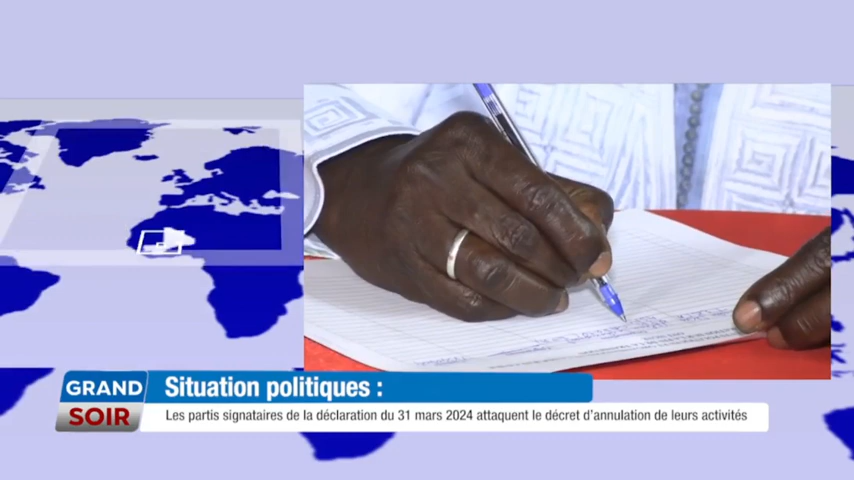 GRAND
SOIR
Situation politiques :
Les partis signataires de la déclaration du 31 mars 2024 attaquent le décret d'annulation de leurs activités